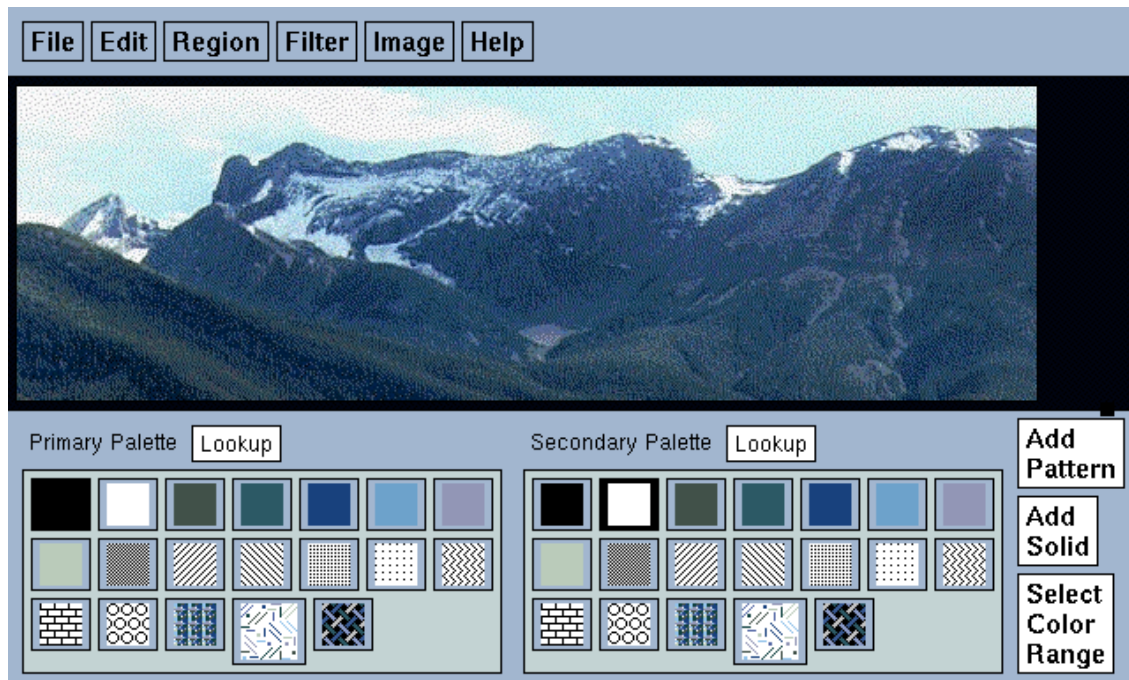 File Edit Region Filter Image Help
Primary Palette Lookup
Secondary Palette Lookup
Add
Pattern
Add
Solid
Select
Color
Range